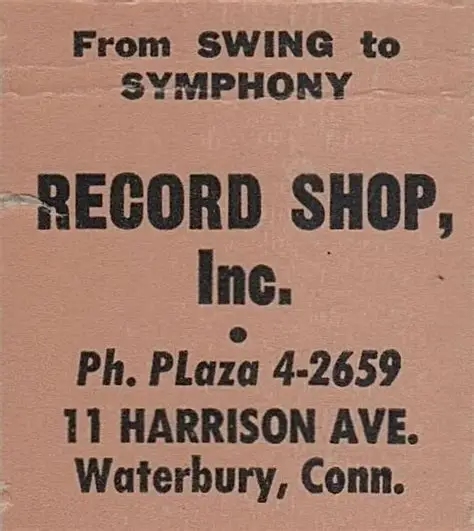 From SWING to
SYMPHONY
RECORD SHOP,
Inc.
•
Ph. PLaza 4-2659
11 HARRISON AVE.
Waterbury, Conn.